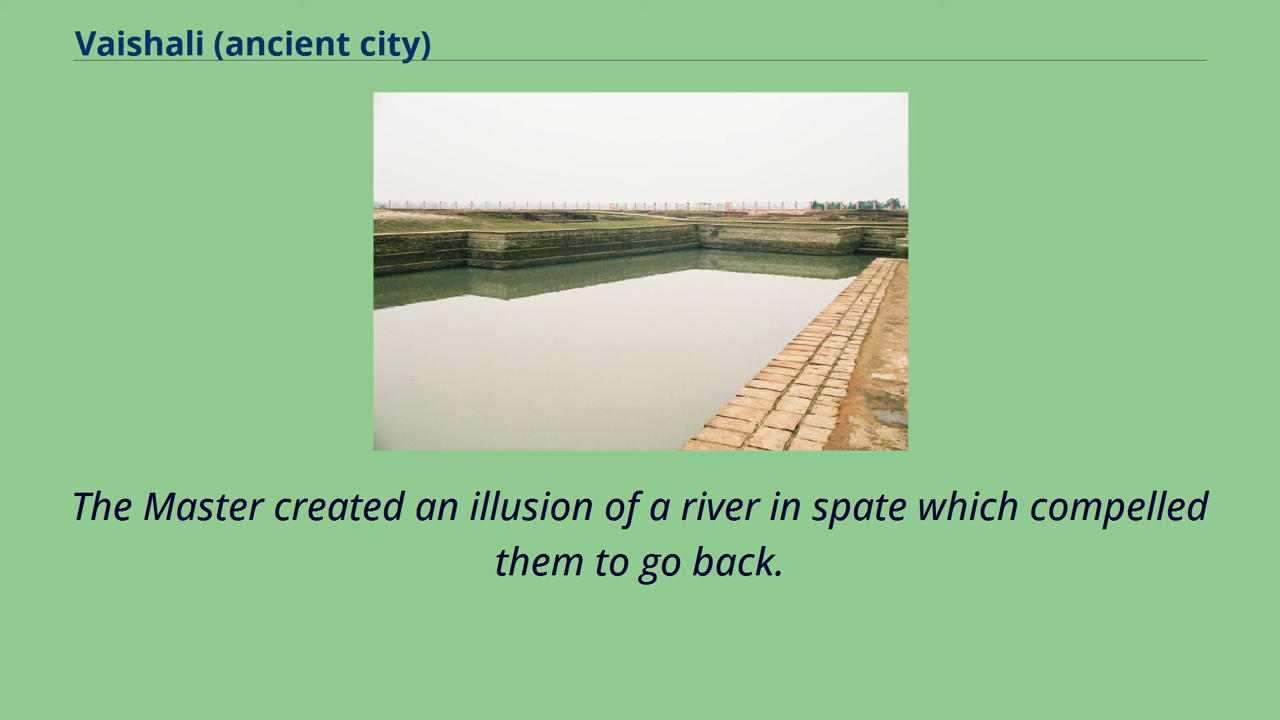 Vaishali (ancient city)
The Master created an illusion of a river in spate which compelled
them to go back.